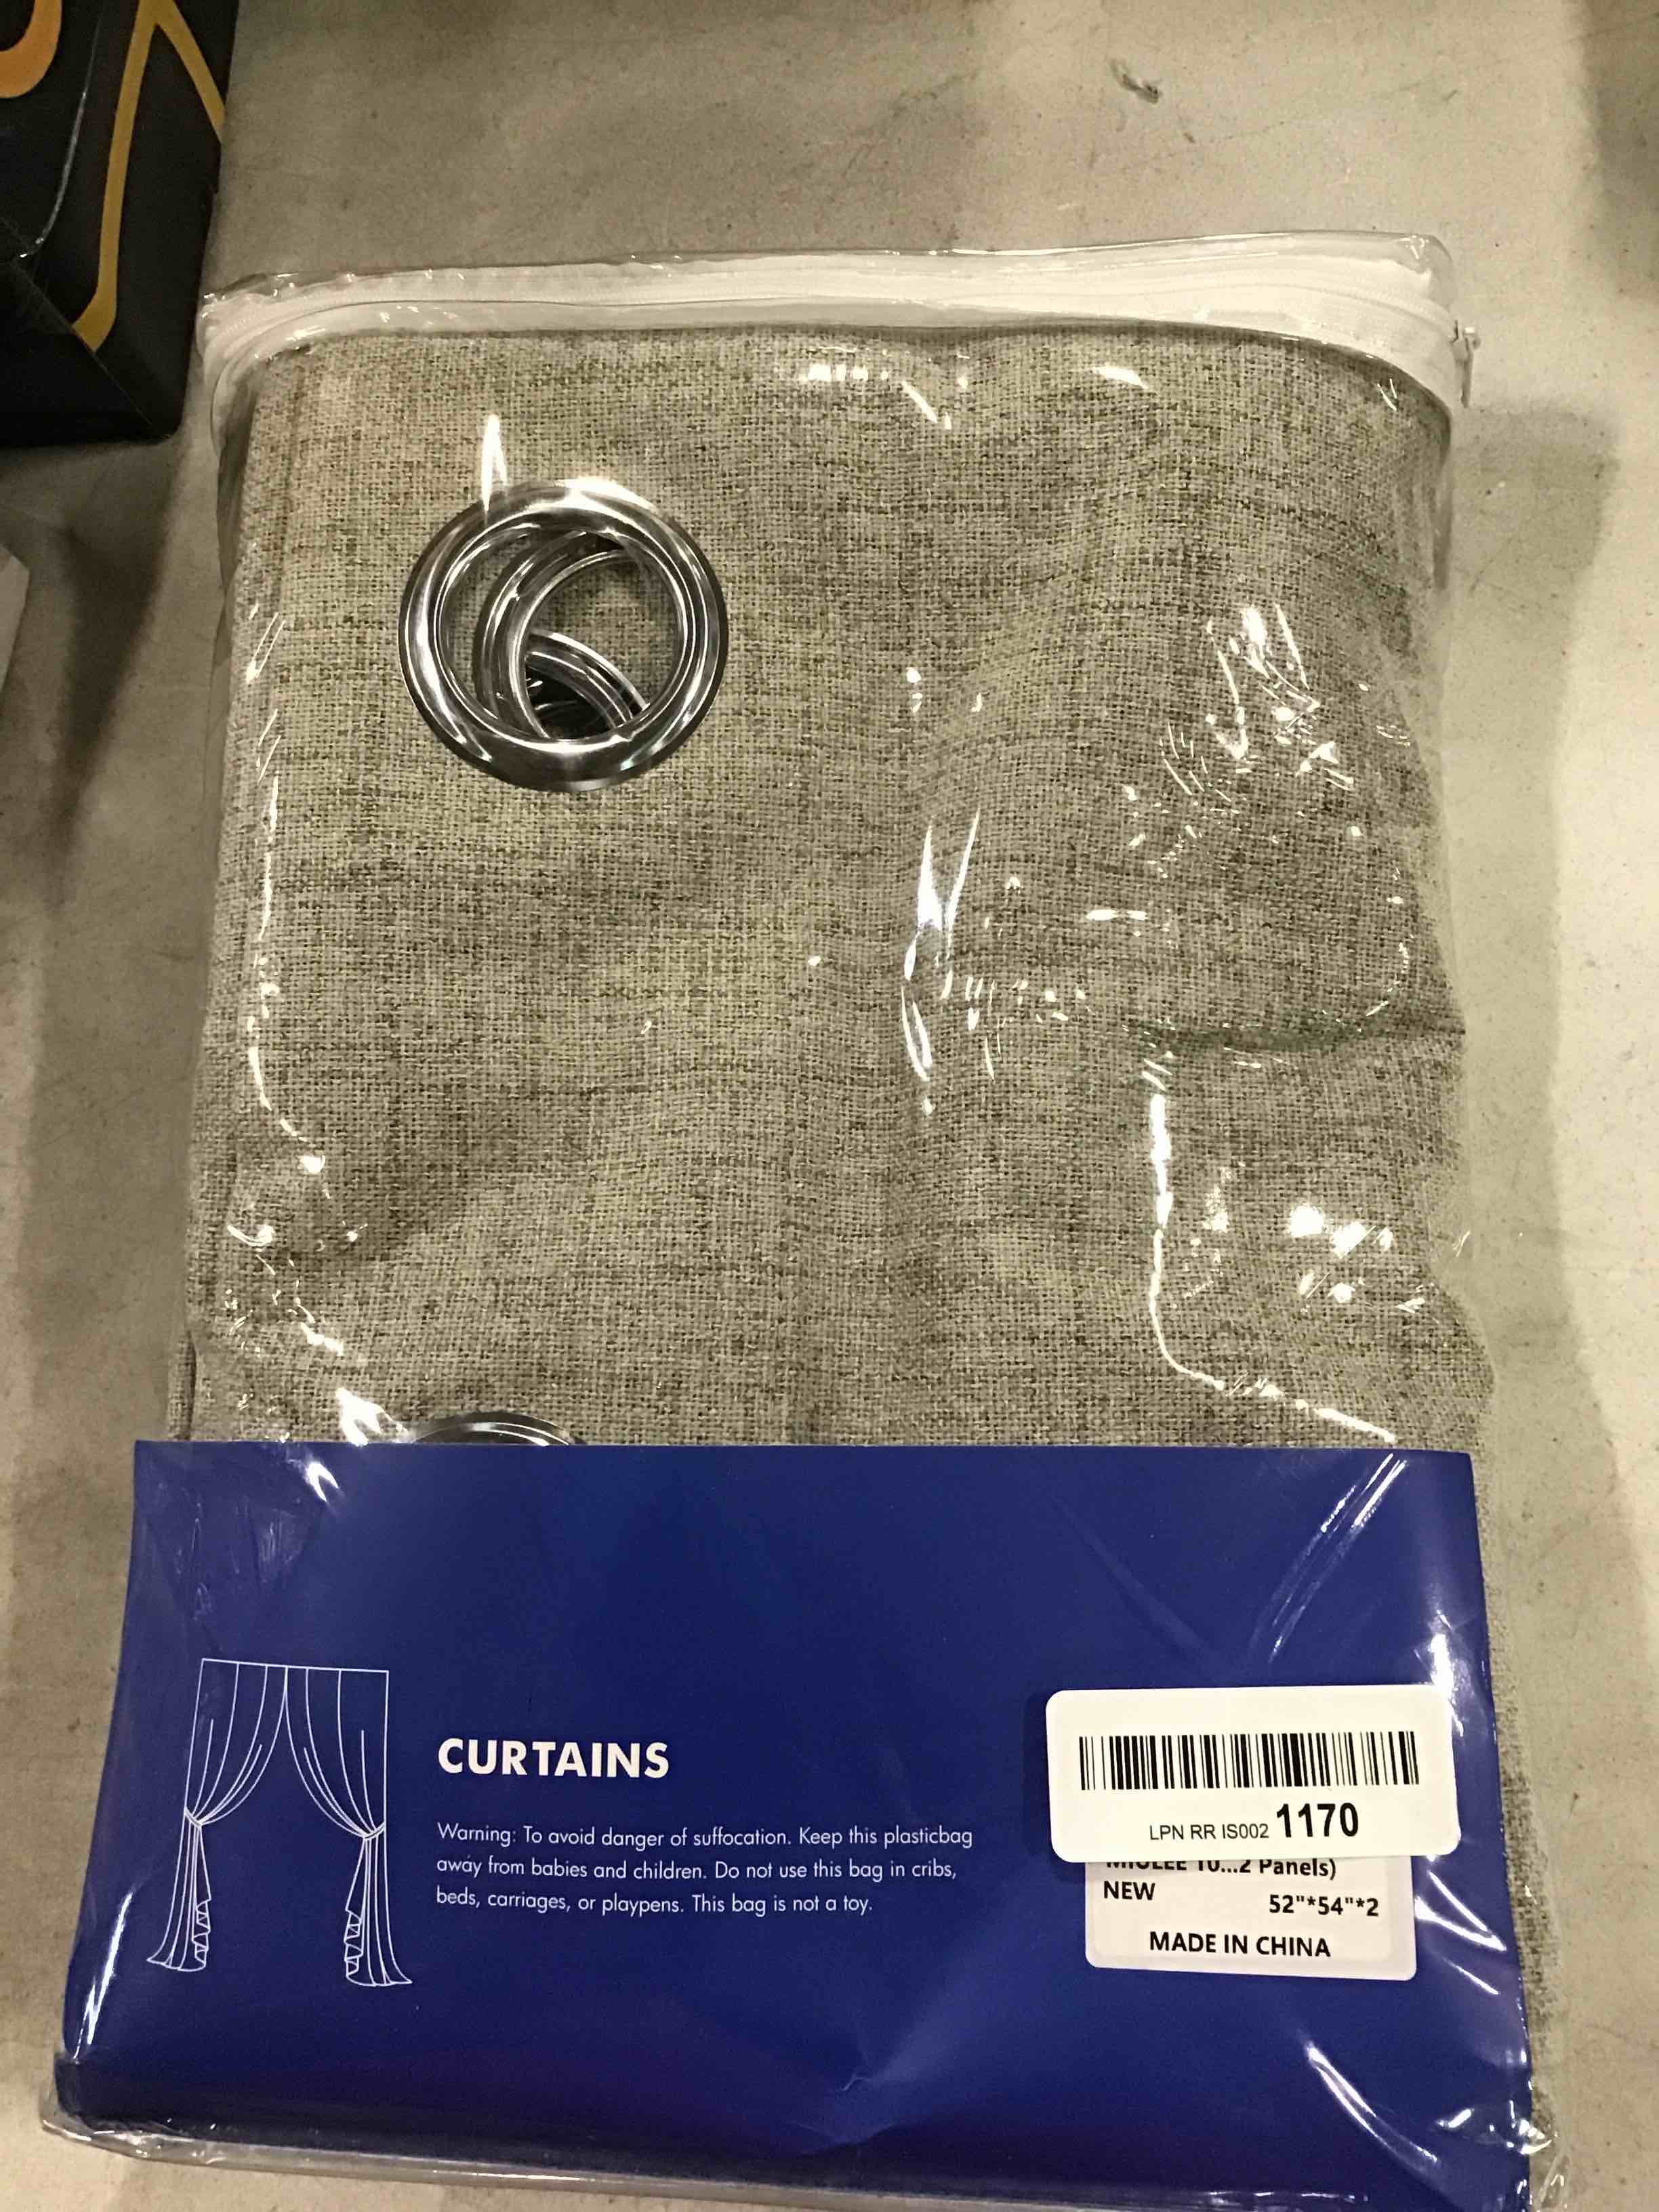 CURTAINS
Warning: To avoid danger of suffocation. Keep this plasticbag
away from babies and children. Do not use this bag in cribs,
beds, carriages, or playpens. This bag is not a toy.
LPN RR IS002 1170
10...2 Panels)
NEW 52"*54"*2
MADE IN CHINA